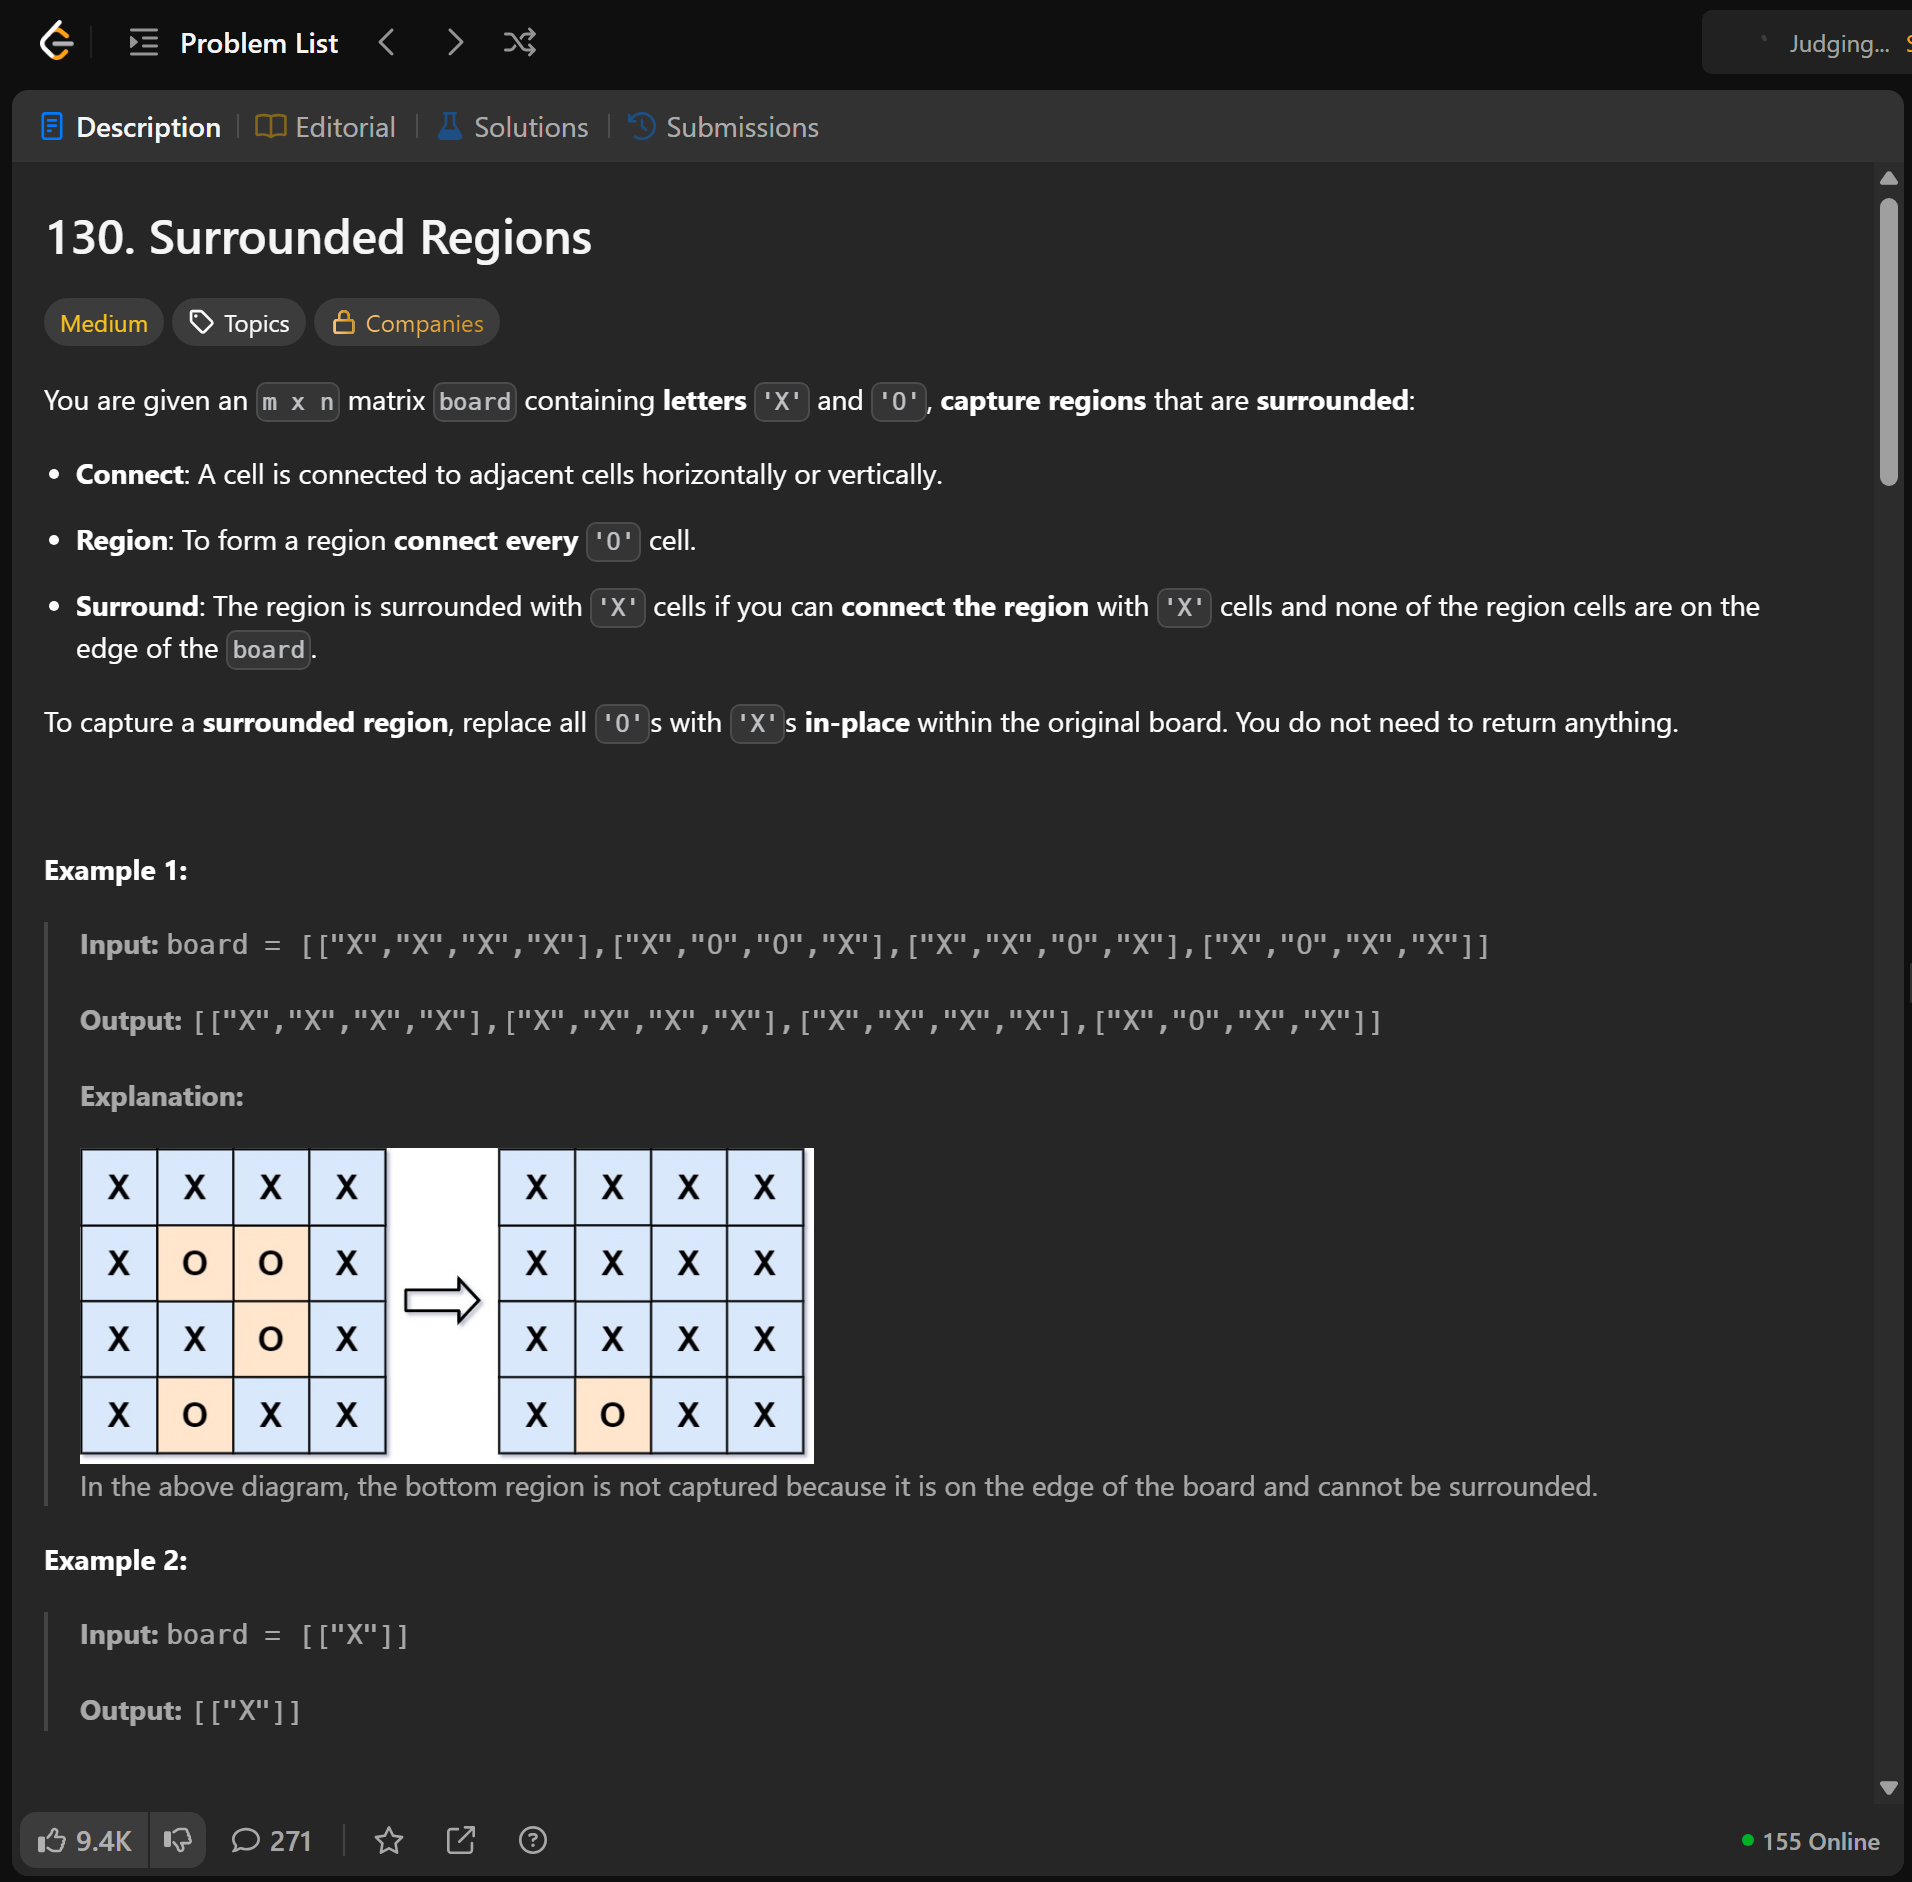 Problem List
Judging...
Description
Editorial
Solutions
Submissions
130. Surrounded Regions
Medium
Topics
Companies
You are given an m x n matrix board containing letters 'X' and 'O', capture regions that are surrounded:
• Connect: A cell is connected to adjacent cells horizontally or vertically.
• Region: To form a region connect every 'O' cell.
• Surround: The region is surrounded with 'X' cells if you can connect the region with 'X' cells and none of the region cells are on the
edge of the board.
To capture a surrounded region, replace all 'O's with 'X's in-place within the original board. You do not need to return anything.
Example 1:
Input: board = [["X","X","X","X"],["X","O","O","X"],["X","X","O","X"],["X","O","X","X"]]
Output: [["X","X","X","X"],["X","X","X","X"],["X","X","X","X"],["X","O","X","X"]]
Explanation:
X X X X X X X X
X O O X X X X X
X X O X X X X X
X O X X X O X X
In the above diagram, the bottom region is not captured because it is on the edge of the board and cannot be surrounded.
Example 2:
Input: board = [["X"]]
Output: [["X"]]
9.4K
271
155 Online